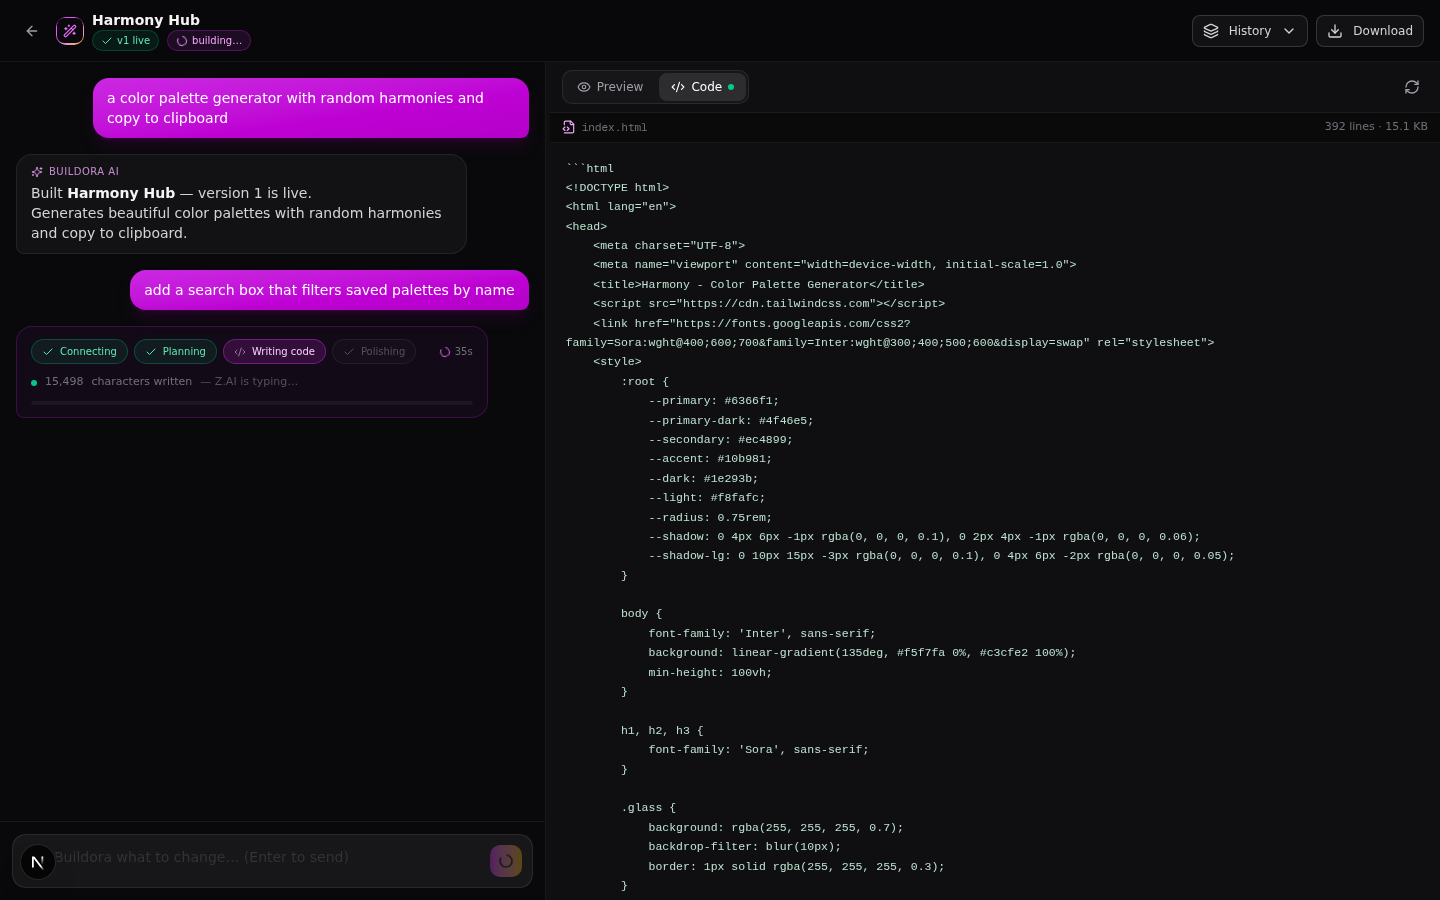 Harmony Hub
v1 live
building...
History
Download
a color palette generator with random harmonies and
copy to clipboard
BUILDORA AI
Built Harmony Hub — version 1 is live.
Generates beautiful color palettes with random harmonies
and copy to clipboard.
add a search box that filters saved palettes by name
Connecting
Planning
Writing code
Polishing
35s
15,498 characters written — Z.AI is typing...
Buildora what to change... (Enter to send)
N
Preview
Code
index.html
392 lines · 15.1 KB
```html
<!DOCTYPE html>
<html lang="en">
<head>
    <meta charset="UTF-8">
    <meta name="viewport" content="width=device-width, initial-scale=1.0">
    <title>Harmony - Color Palette Generator</title>
    <script src="https://cdn.tailwindcss.com"></script>
    <link href="https://fonts.googleapis.com/css2?
family=Sora:wght@400;600;700&family=Inter:wght@300;400;500;600&display=swap" rel="stylesheet">
    <style>
        :root {
            --primary: #6366f1;
            --primary-dark: #4f46e5;
            --secondary: #ec4899;
            --accent: #10b981;
            --dark: #1e293b;
            --light: #f8fafc;
            --radius: 0.75rem;
            --shadow: 0 4px 6px -1px rgba(0, 0, 0, 0.1), 0 2px 4px -1px rgba(0, 0, 0, 0.06);
            --shadow-lg: 0 10px 15px -3px rgba(0, 0, 0, 0.1), 0 4px 6px -2px rgba(0, 0, 0, 0.05);
        }

        body {
            font-family: 'Inter', sans-serif;
            background: linear-gradient(135deg, #f5f7fa 0%, #c3cfe2 100%);
            min-height: 100vh;
        }

        h1, h2, h3 {
            font-family: 'Sora', sans-serif;
        }

        .glass {
            background: rgba(255, 255, 255, 0.7);
            backdrop-filter: blur(10px);
            border: 1px solid rgba(255, 255, 255, 0.3);
        }